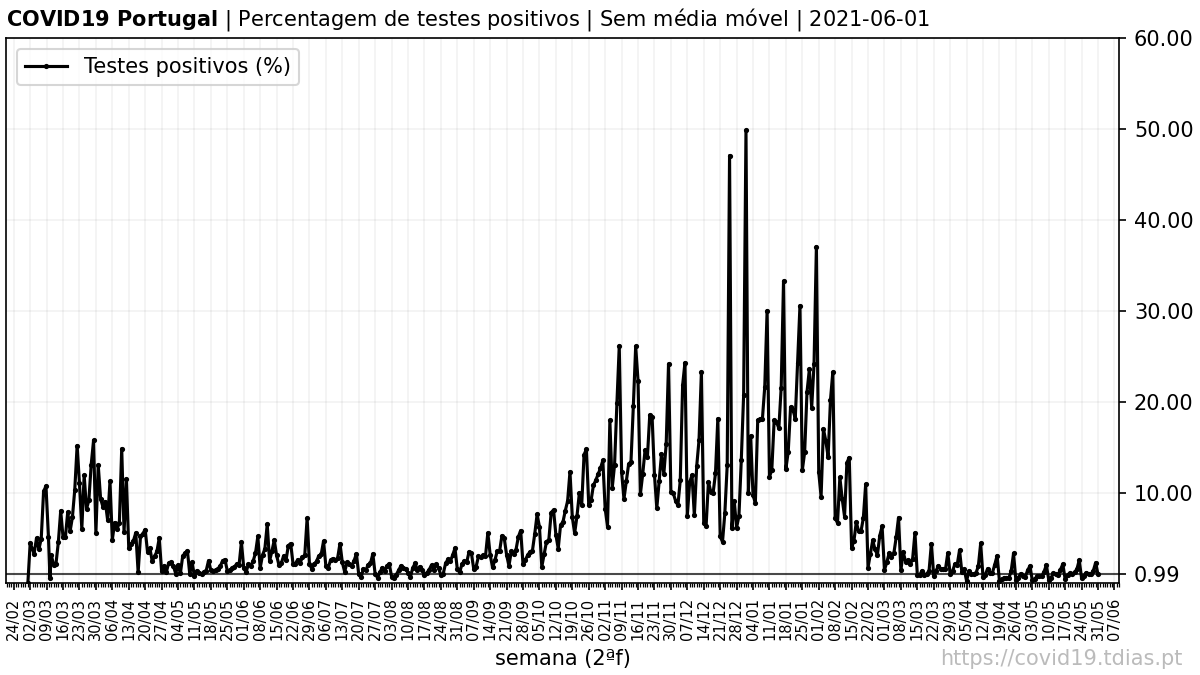 COVID19 Portugal | Percentagem de testes positivos | Sem média móvel | 2021-06-01
Testes positivos (%)
60.00
50.00
40.00
30.00
20.00
10.00
0.99
24/02 02/03 09/03 16/03 23/03 30/03 06/04 13/04 20/04 27/04 04/05 11/05 18/05 25/05 01/06 08/06 15/06 22/06 29/06 06/07 13/07 20/07 27/07 03/08 10/08 17/08 24/08 31/08 07/09 14/09 21/09 28/09 05/10 12/10 19/10 26/10 02/11 09/11 16/11 23/11 30/11 07/12 14/12 21/12 28/12 04/01 11/01 18/01 25/01 01/02 08/02 15/02 22/02 01/03 08/03 15/03 22/03 29/03 05/04 12/04 19/04 26/04 03/05 10/05 17/05 24/05 31/05 07/06
semana (2ªf)
https://covid19.tdias.pt